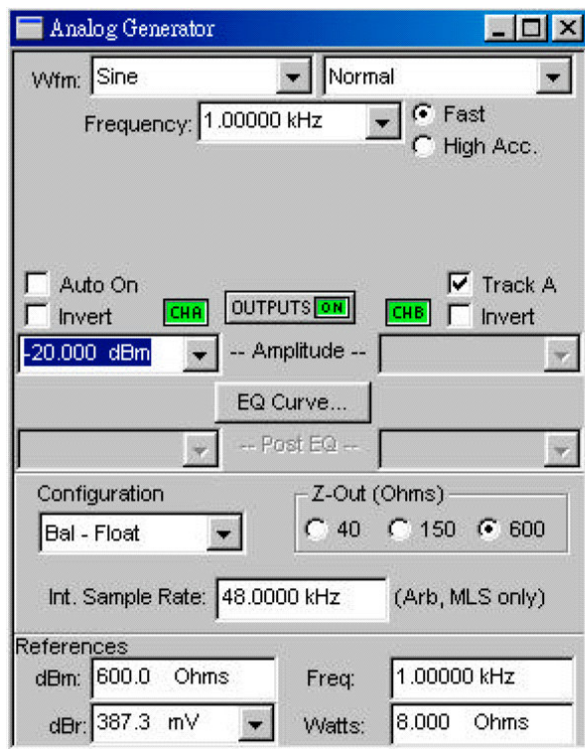 Analog Generator
Wfm: Sine Normal
Frequency: 1.00000 kHz Fast
High Acc.
Auto On Track A
Invert CHA OUTPUTS ON CHB Invert
-20.000 dBm -- Amplitude --
EQ Curve...
-- Post EQ --
Configuration Z-Out (Ohms)
Bal - Float 40 150 600
Int. Sample Rate: 48.0000 kHz (Arb, MLS only)
References
dBm: 600.0 Ohms Freq: 1.00000 kHz
dBr: 387.3 mV Watts: 8.000 Ohms